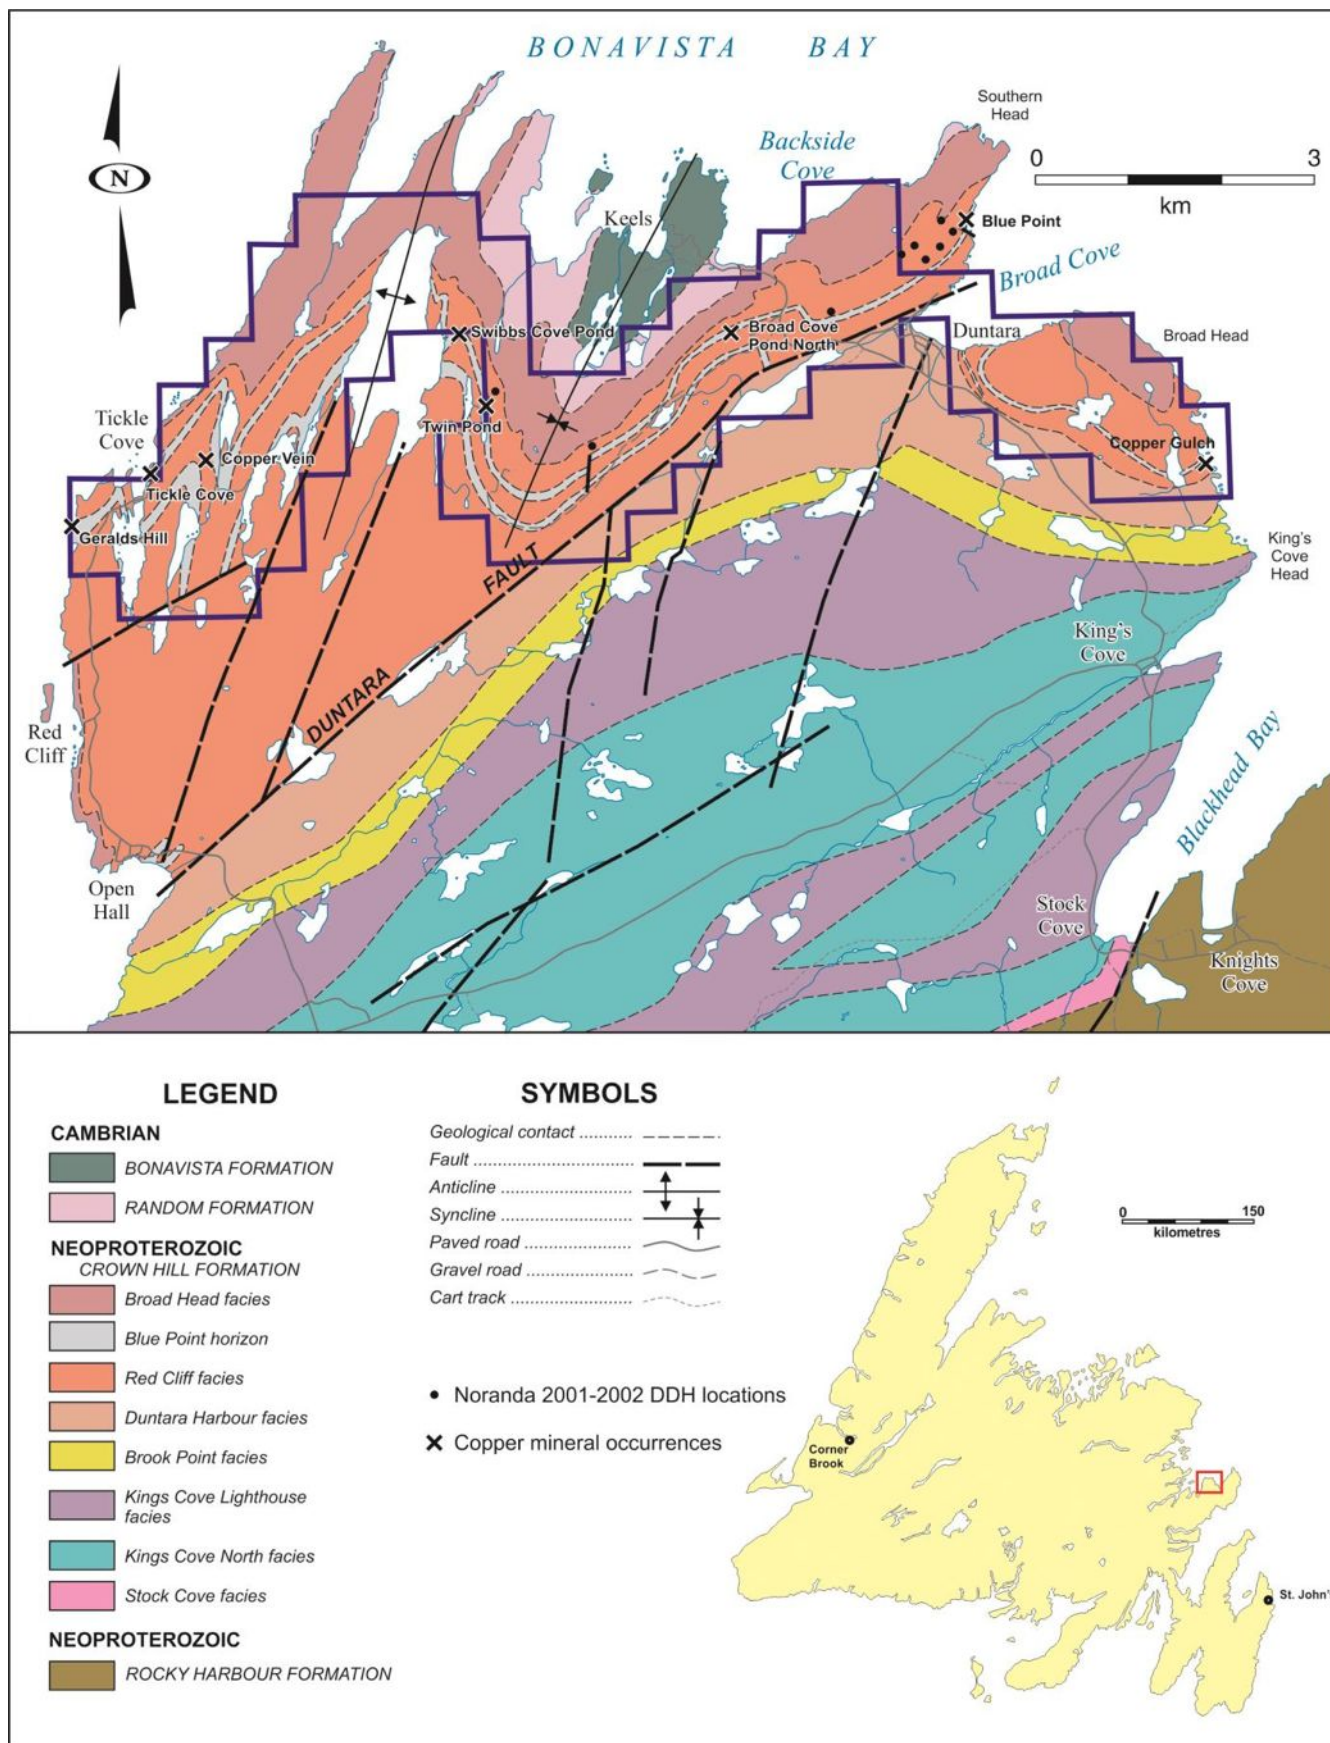 BONAVISTA BAY
Southern
Head
Backside
Cove
0 3
km
N
Keels
Blue Point
Broad Cove
Swibbs Cove Pond
Broad Cove
Pond North
Duntara
Broad Head
Tickle
Cove
Twin Pond
Copper Vein
Copper Gulch
Tickle Cove
Geralds Hill
King's
Cove
Head
FAULT
DUNTARA
King's
Cove
Red
Cliff
Blackhead Bay
Open
Hall
Stock
Cove
Knights
Cove
LEGEND
CAMBRIAN
BONAVISTA FORMATION
RANDOM FORMATION
NEOPROTEROZOIC
CROWN HILL FORMATION
Broad Head facies
Blue Point horizon
Red Cliff facies
Duntara Harbour facies
Brook Point facies
Kings Cove Lighthouse
facies
Kings Cove North facies
Stock Cove facies
NEOPROTEROZOIC
ROCKY HARBOUR FORMATION
SYMBOLS
Geological contact ..........
Fault ..............................
Anticline .........................
Syncline .........................
Paved road ....................
Gravel road ....................
Cart track .......................
Noranda 2001-2002 DDH locations
Copper mineral occurrences
0 150
kilometres
Corner
Brook
St. John'